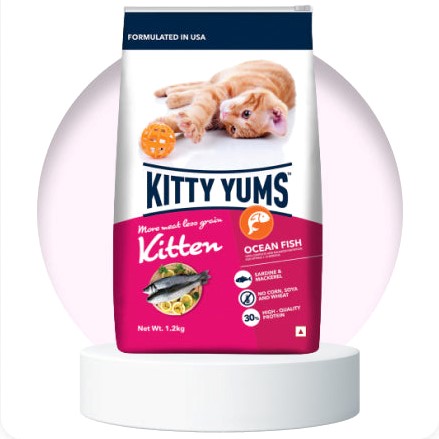 FORMULATED IN USA
KITTY YUMS™
More meat less grain
Kitten
OCEAN FISH
SARDINE &
MACKEREL
NO CORN, SOYA
AND WHEAT
30%
HIGH - QUALITY
PROTEIN
Net Wt. 1.2kg